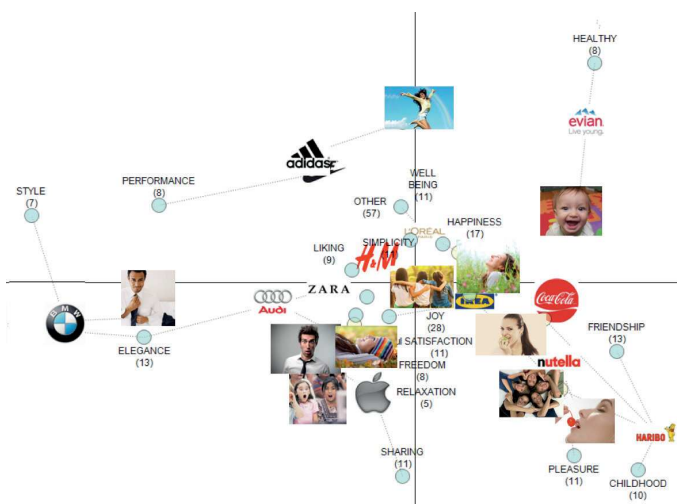 HEALTHY
(8)
evian.
Live young.
adidas
PERFORMANCE
(8)
STYLE
(7)
WELL
BEING
(11)
OTHER
(57)
L'ORÉAL
HAPPINESS
(17)
LIKING
(9)
SIMPLICITY
H&M
ZARA
Audi
IKEA
Coca-Cola
BMW
ELEGANCE
(13)
JOY
(28)
SATISFACTION
(11)
FREEDOM
(8)
RELAXATION
(5)
FRIENDSHIP
(13)
nutella
HARIBO
SHARING
(11)
PLEASURE
(11)
CHILDHOOD
(10)